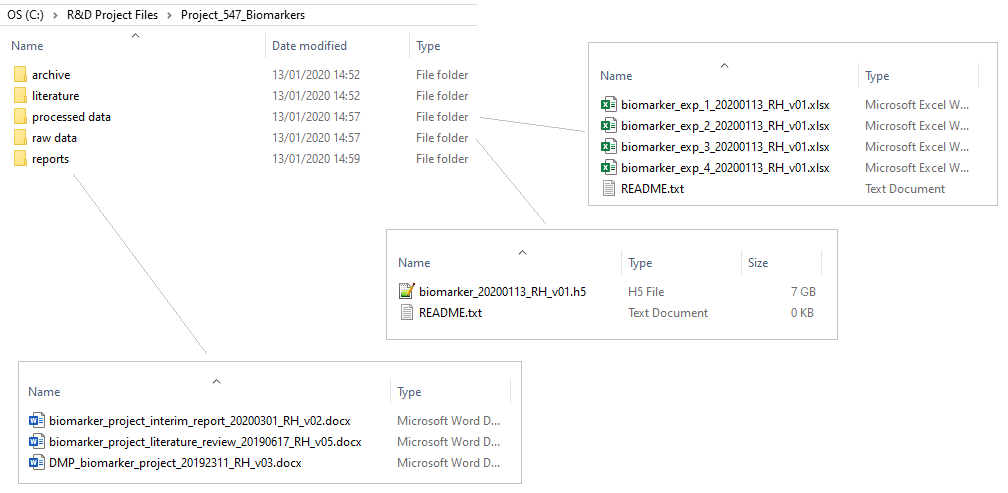 OS (C:) > R&D Project Files > Project_547_Biomarkers
Name Date modified Type
archive 13/01/2020 14:52 File folder
literature 13/01/2020 14:52 File folder
processed data 13/01/2020 14:57 File folder
raw data 13/01/2020 14:57 File folder
reports 13/01/2020 14:59 File folder
Name Type
biomarker_exp_1_20200113_RH_v01.xlsx Microsoft Excel W...
biomarker_exp_2_20200113_RH_v01.xlsx Microsoft Excel W...
biomarker_exp_3_20200113_RH_v01.xlsx Microsoft Excel W...
biomarker_exp_4_20200113_RH_v01.xlsx Microsoft Excel W...
README.txt Text Document
Name Type Size
biomarker_20200113_RH_v01.h5 H5 File 7 GB
README.txt Text Document 0 KB
Name Type
biomarker_project_interim_report_20200301_RH_v02.docx Microsoft Word D...
biomarker_project_literature_review_20190617_RH_v05.docx Microsoft Word D...
DMP_biomarker_project_20192311_RH_v03.docx Microsoft Word D...